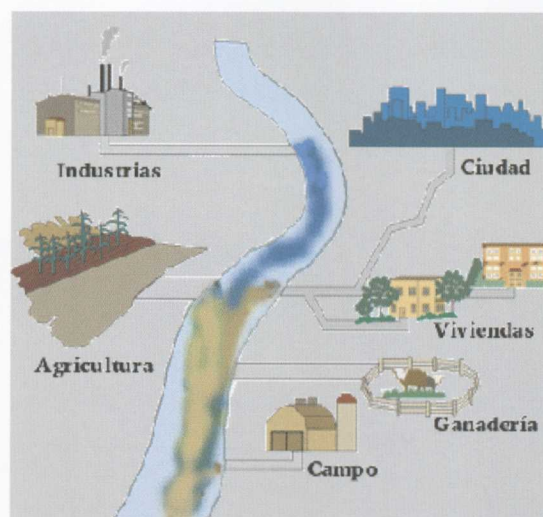 Industrias
Ciudad
Agricultura
Viviendas
Ganadería
Campo